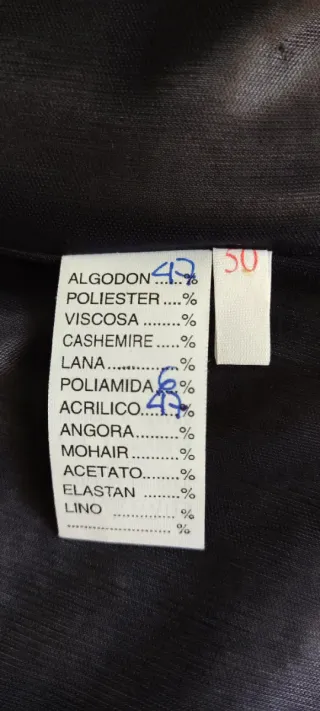 ALGODON ......47%
POLIESTER ....%
VISCOSA ........%
CASHEMIRE .....%
LANA...............%
POLIAMIDA.6..%
ACRILICO....47%
ANGORA..........%
MOHAIR ..........%
ACETATO........%
ELASTAN ........%
LINO ..............%
........................ %
50